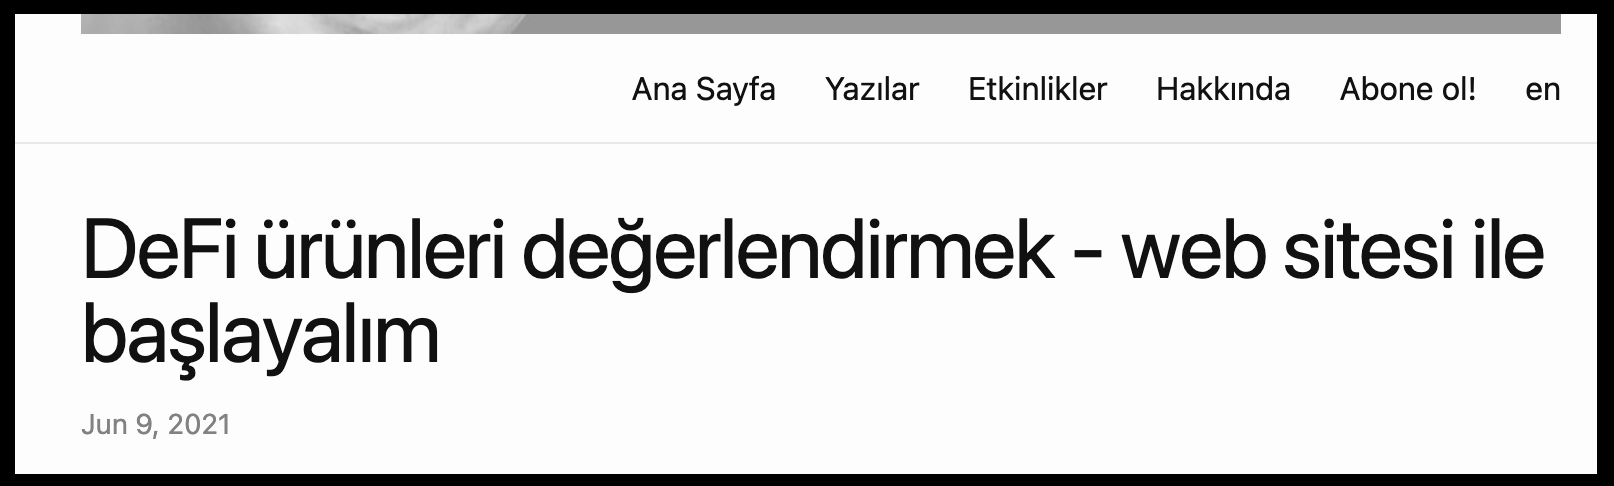 Ana Sayfa Yazılar Etkinlikler Hakkında Abone ol! en
DeFi ürünleri değerlendirmek - web sitesi ile
başlayalım
Jun 9, 2021